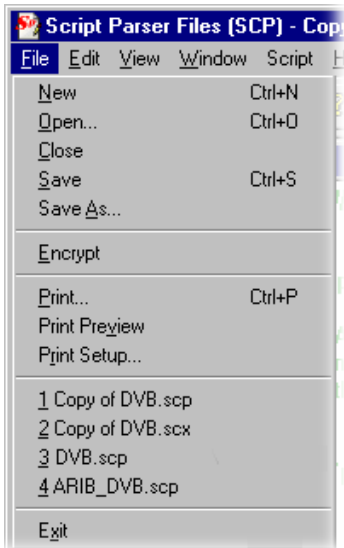 Script Parser Files (SCP) - Cop
File Edit View Window Script H
New Ctrl+N
Open... Ctrl+O
Close
Save Ctrl+S
Save As...
Encrypt
Print... Ctrl+P
Print Preview
Print Setup...
1 Copy of DVB.scp
2 Copy of DVB.scx
3 DVB.scp
4 ARIB_DVB.scp
Exit